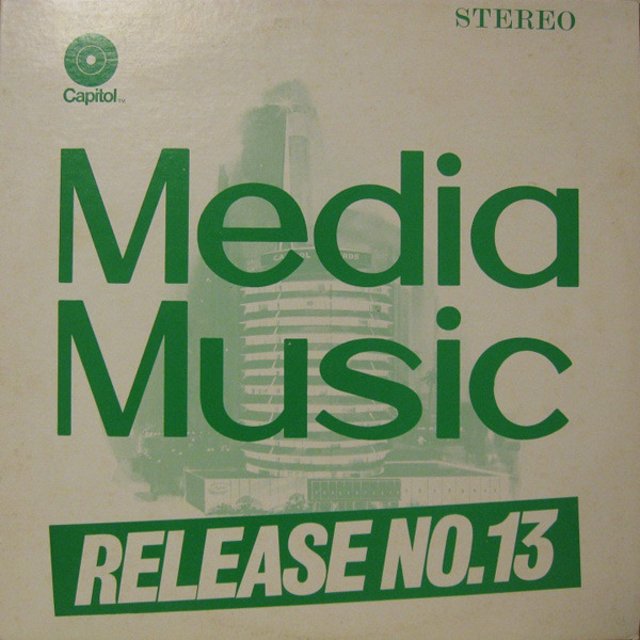 STEREO
Capitol
Media
Music
RELEASE NO.13